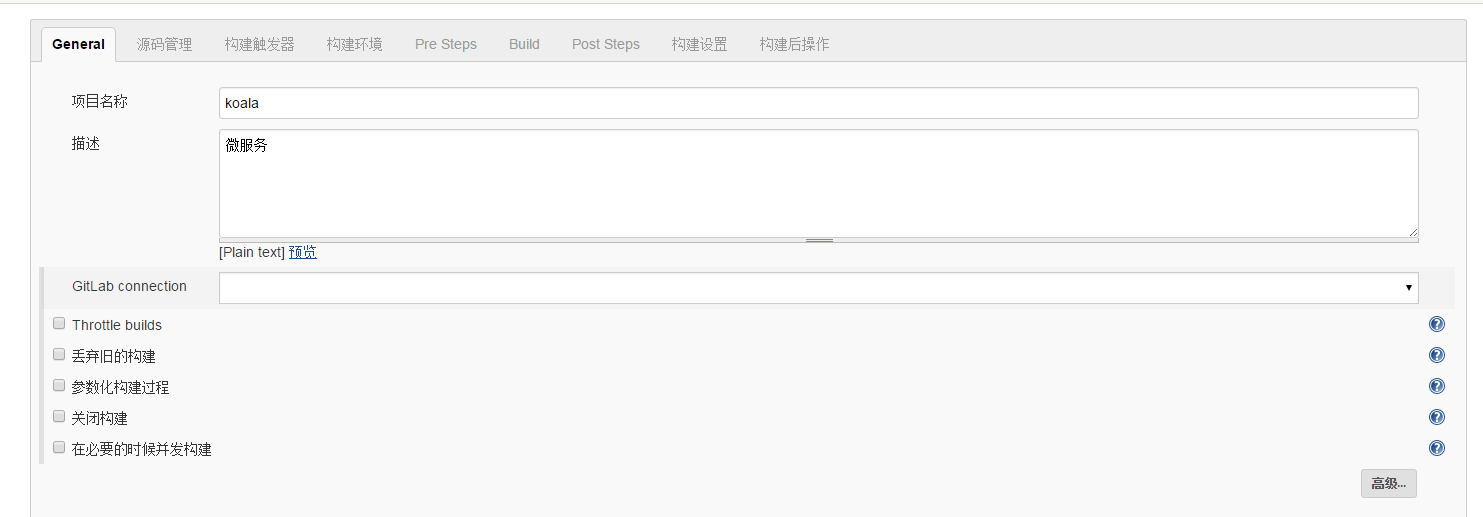 General 源码管理 构建触发器 构建环境 Pre Steps Build Post Steps 构建设置 构建后操作
项目名称 koala
描述 微服务
[Plain text] 预览
GitLab connection
Throttle builds
丢弃旧的构建
参数化构建过程
关闭构建
在必要的时候并发构建
高级...